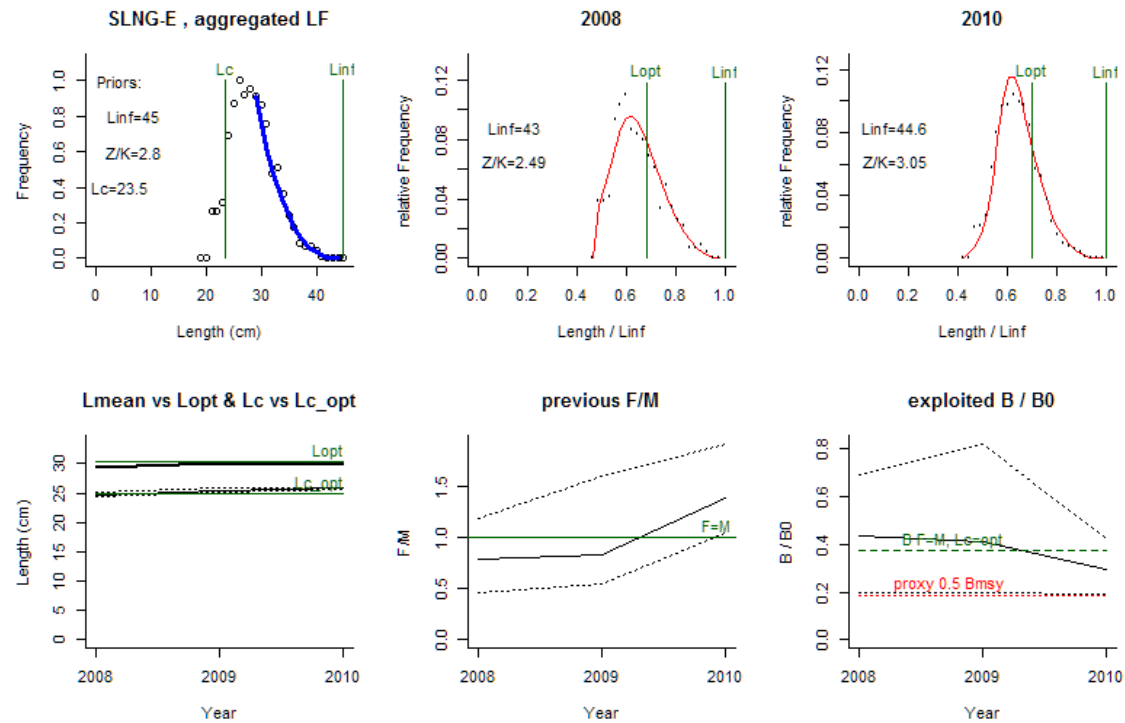 SLNG-E , aggregated LF
Frequency
0.0 0.2 0.4 0.6 0.8 1.0
Lc
Linf
Priors:
Linf=45
Z/K=2.8
Lc=23.5
0 10 20 30 40
Length (cm)
2008
relative Frequency
0.00 0.04 0.08 0.12
Lopt
Linf
Linf=43
Z/K=2.49
0.0 0.2 0.4 0.6 0.8 1.0
Length / Linf
2010
relative Frequency
0.00 0.04 0.08 0.12
Lopt
Linf
Linf=44.6
Z/K=3.05
0.0 0.2 0.4 0.6 0.8 1.0
Length / Linf
Lmean vs Lopt & Lc vs Lc_opt
Length (cm)
0 5 10 15 20 25 30
Lopt
Lc_opt
2008 2009 2010
Year
previous F/M
F/M
0.0 0.5 1.0 1.5
F=M
2008 2009 2010
Year
exploited B / B0
B / B0
0.0 0.2 0.4 0.6 0.8
B F=M, Lc=opt
proxy 0.5 Bmsy
2008 2009 2010
Year